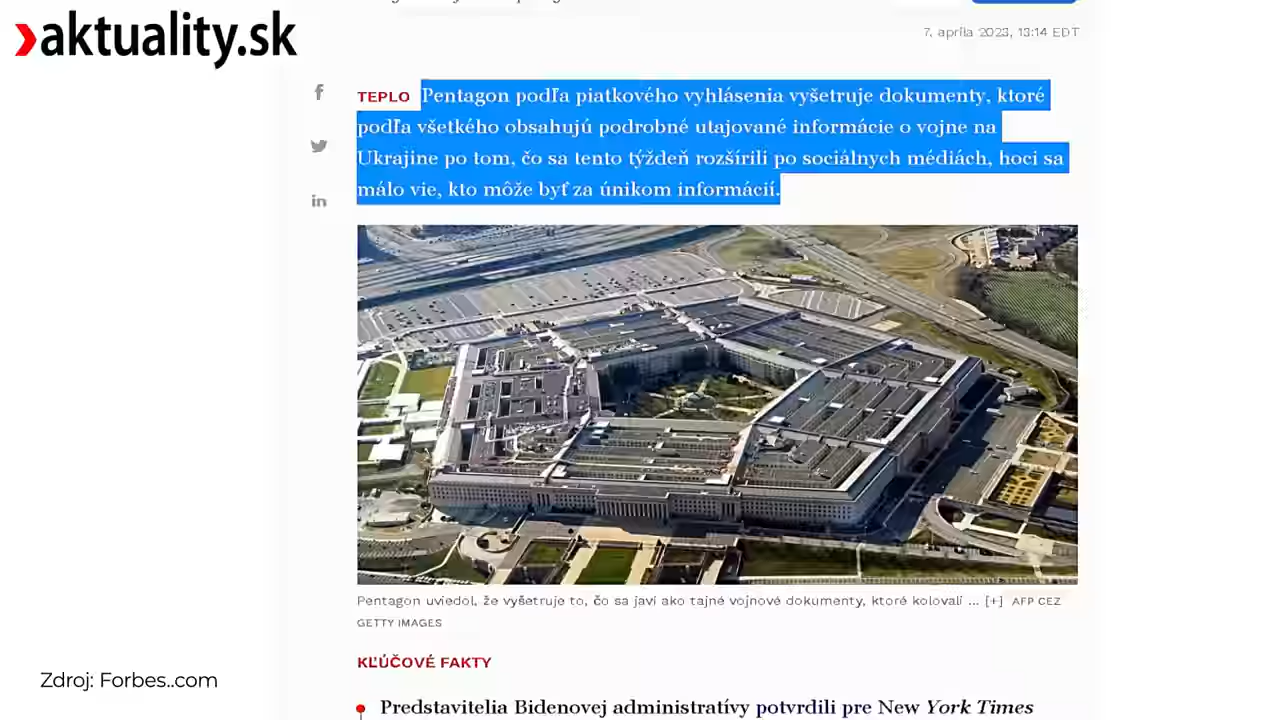 aktuality.sk
7. apríla 2023, 13:14 EDT
TEPLO Pentagon podľa piatkového vyhlásenia vyšetruje dokumenty, ktoré
podľa všetkého obsahujú podrobné utajované informácie o vojne na
Ukrajine po tom, čo sa tento týždeň rozšírili po sociálnych médiách, hoci sa
málo vie, kto môže byť za únikom informácií.
Pentagon uviedol, že vyšetruje to, čo sa javí ako tajné vojnové dokumenty, ktoré kolovali ... [+] AFP CEZ
GETTY IMAGES
KĽÚČOVÉ FAKTY
Zdroj: Forbes..com
Predstavitelia Bidenovej administratívy potvrdili pre New York Times